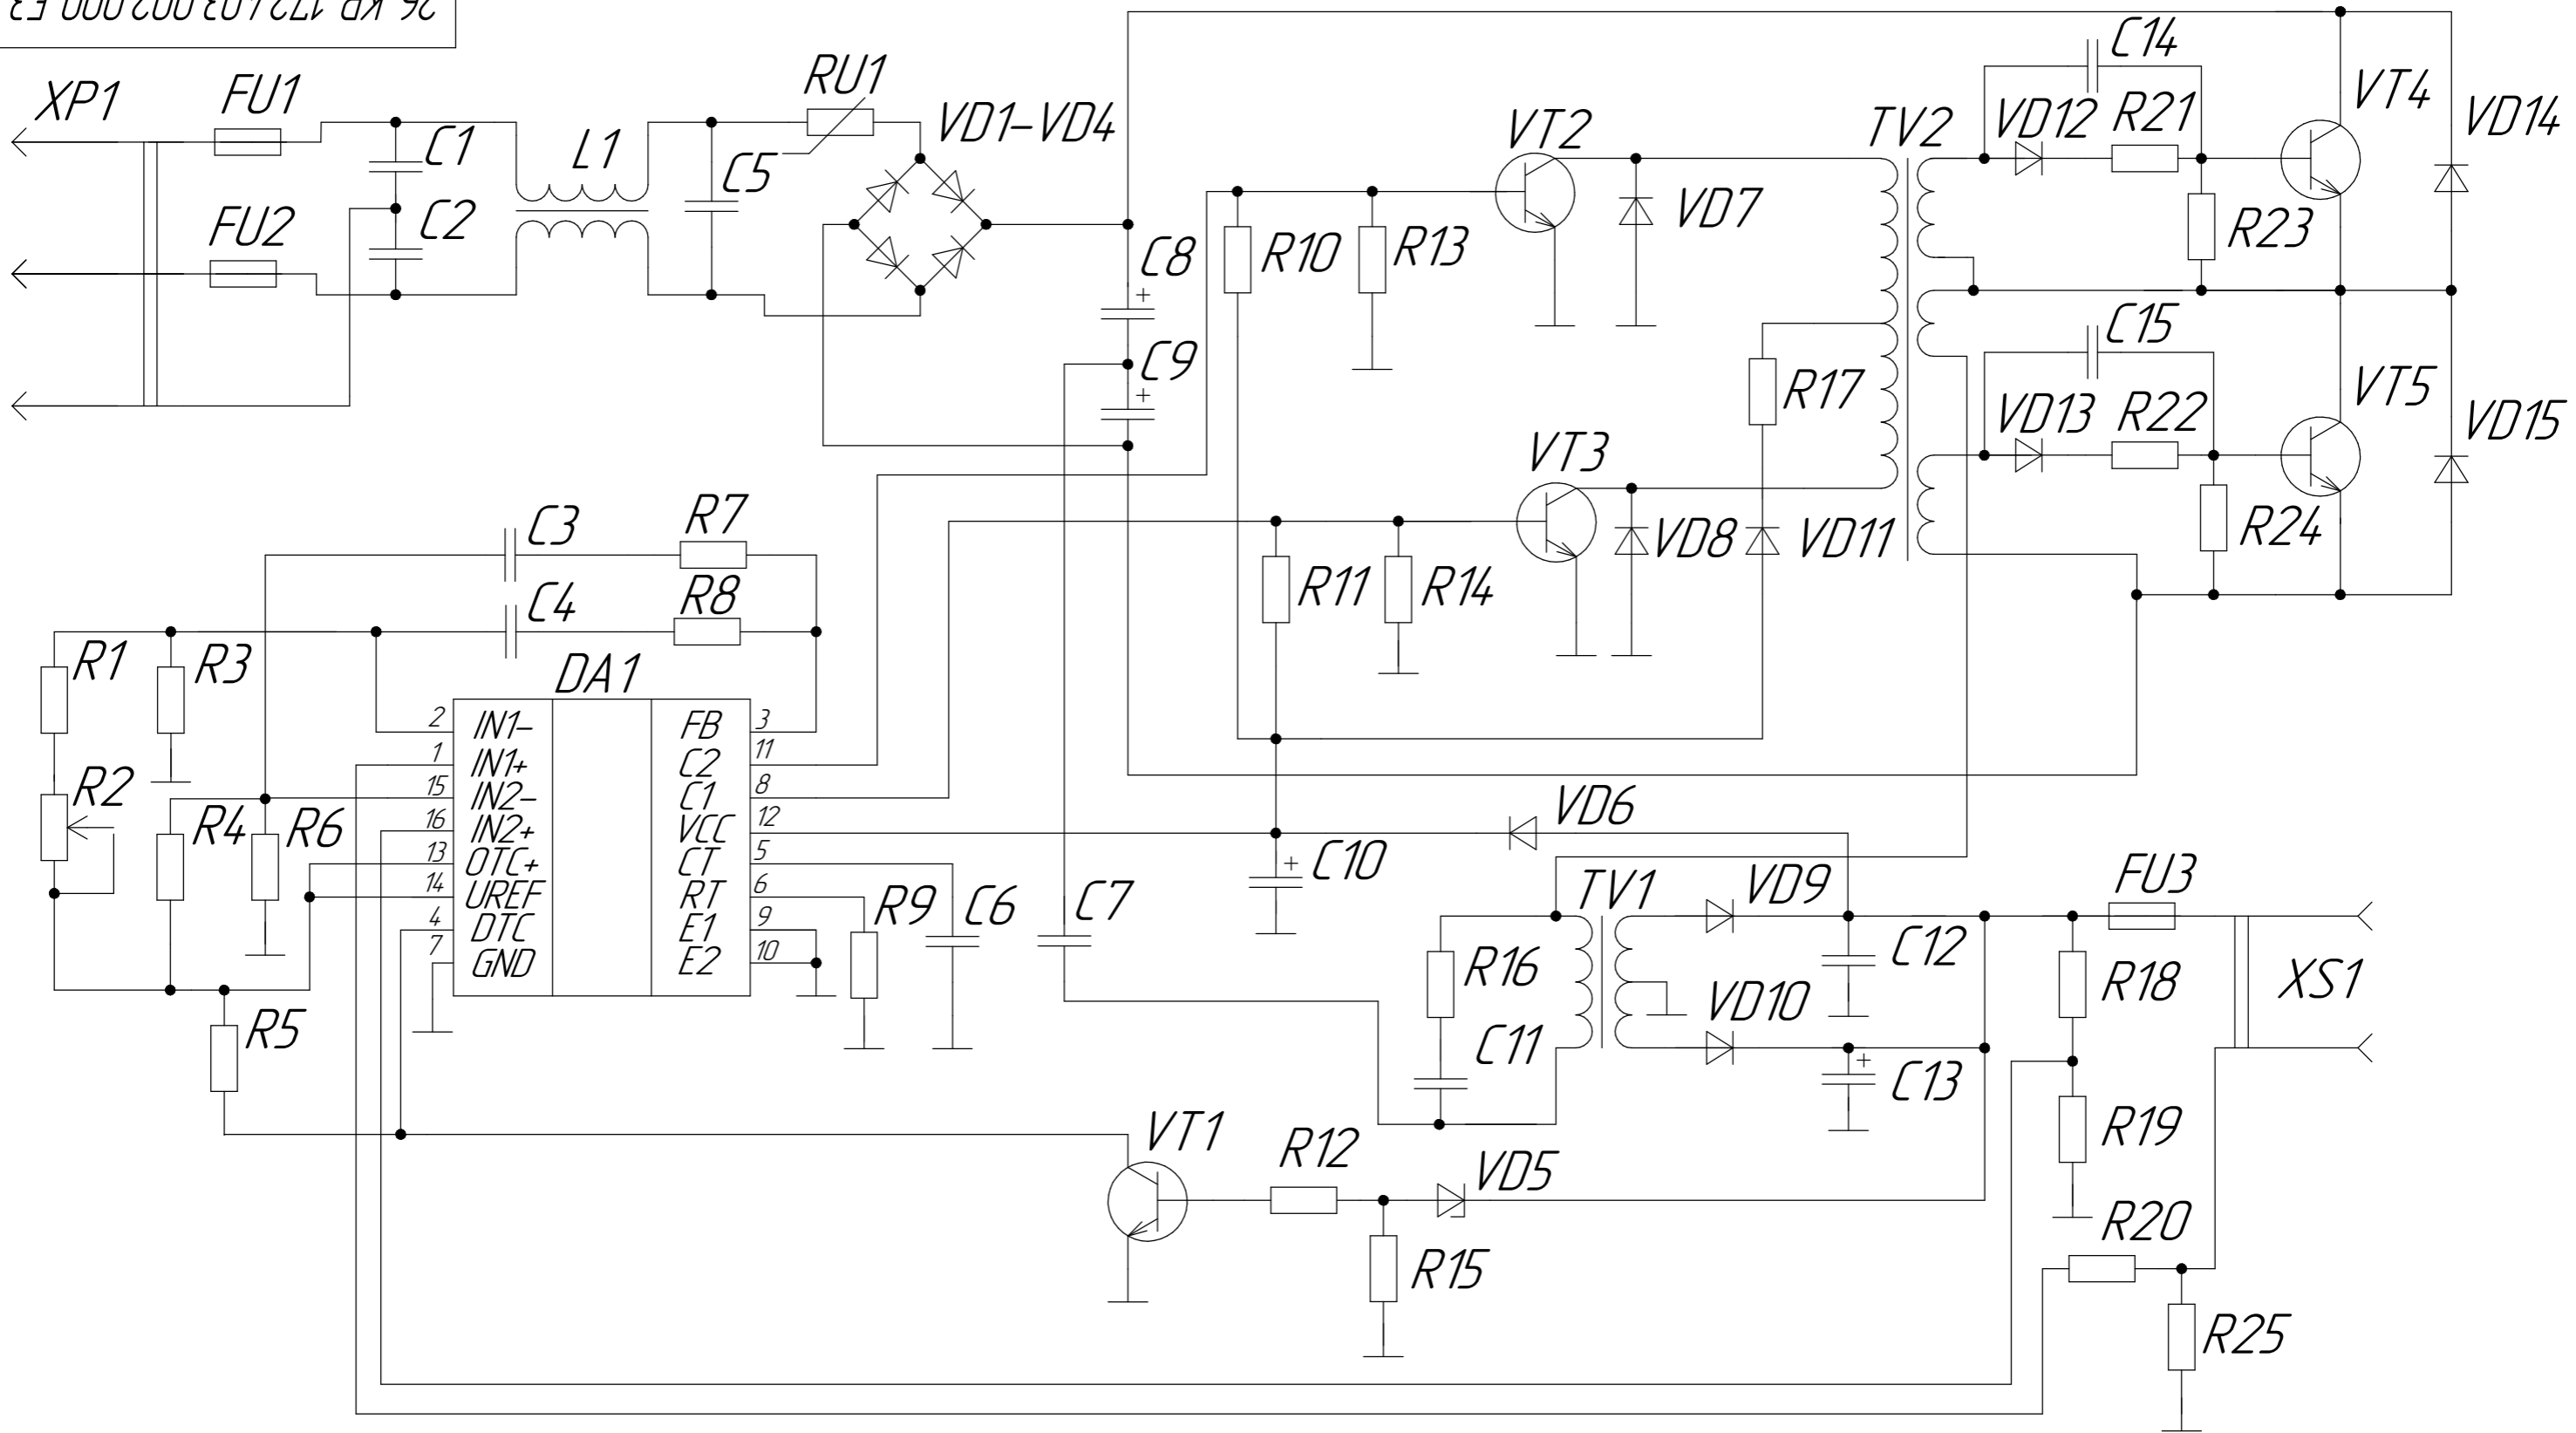 XP1
FU1
FU2
C1
C2
L1
C5
RU1
VD1-VD4
C8
+
C9
+
R10
R13
VT2
VD7
R17
TV2
C14
VD12
R21
R23
VT4
VD14
C15
VD13
R22
R24
VT5
VD15
VT3
VD8
VD11
R11
R14
C3
R7
C4
R8
R1
R3
R2
R4
R6
R5
DA1
2 IN1- FB 3
1 IN1+ C2 11
15 IN2- C1 8
16 IN2+ VCC 12
13 OTC+ CT 5
14 UREF RT 6
4 DTC E1 9
7 GND E2 10
R9
C6
C7
C10
+
VD6
TV1
VD9
FU3
R16
C11
VD10
C12
C13
+
R18
XS1
R19
VT1
R12
VD5
R15
R20
R25